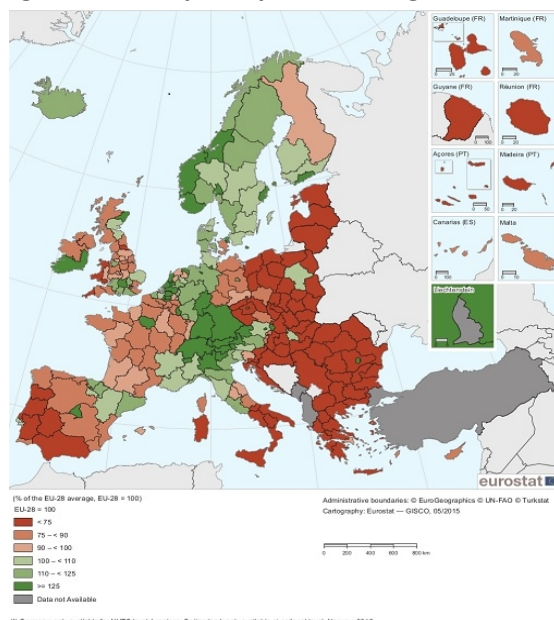 Guadeloupe (FR)
Martinique (FR)
Guyane (FR)
Réunion (FR)
Açores (PT)
Madeira (PT)
Canarias (ES)
Malta
Liechtenstein
eurostat
(% of the EU-28 average, EU-28 = 100)
EU-28 = 100
< 75
75 – < 90
90 – < 100
100 – < 110
110 – < 125
>= 125
Data not Available
Administrative boundaries: © EuroGeographics © UN-FAO © Turkstat
Cartography: Eurostat — GISCO, 05/2015
0 200 400 600 800 km